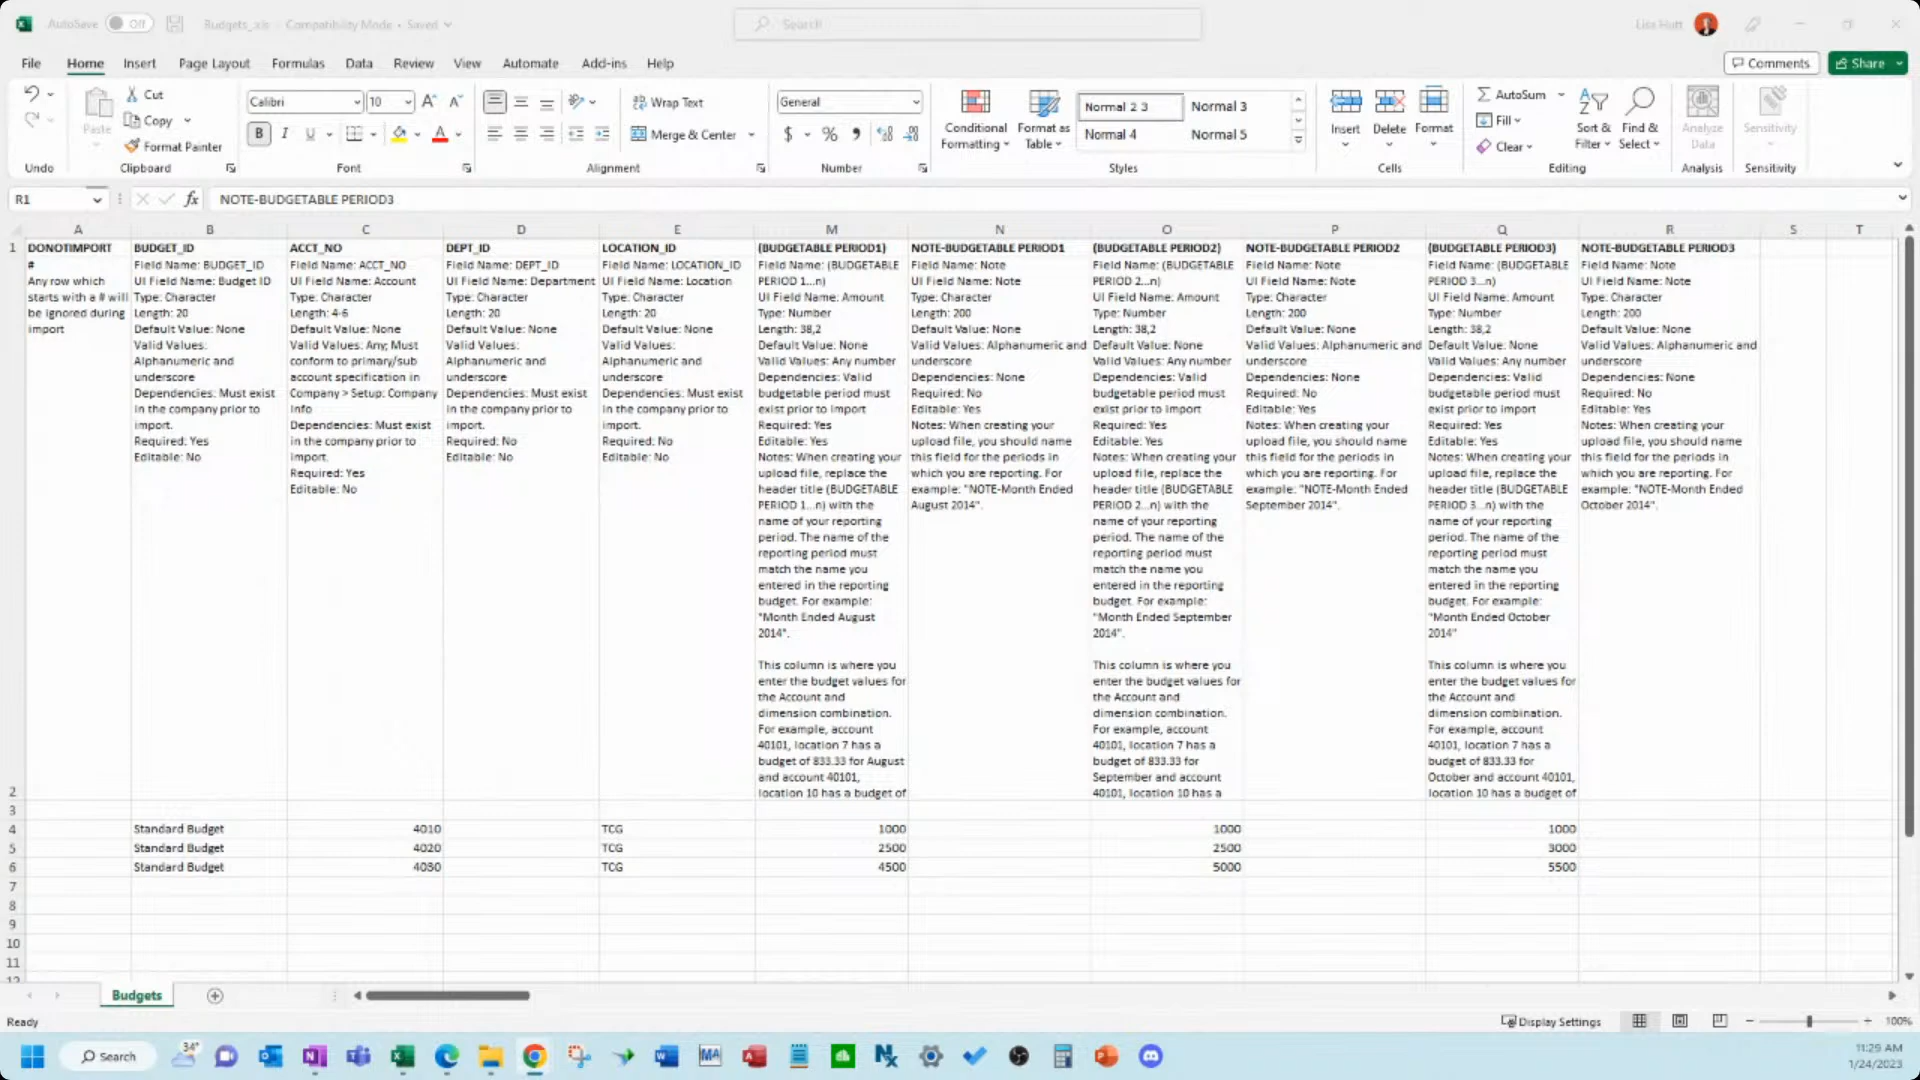 AutoSave Off Budgets_.xls - Compatibility Mode • Saved Search Lisa Hutt
File Home Insert Page Layout Formulas Data Review View Automate Add-ins Help Comments Share
Paste Cut Copy Format Painter
Calibri 10 B I U A
Wrap Text Merge & Center
General $ % ,
Conditional Formatting Format as Table
Normal 2 3 Normal 3
Normal 4 Normal 5
Insert Delete Format
AutoSum Fill Clear
Sort & Filter Find & Select
Analyze Data Sensitivity
Undo Clipboard Font Alignment Number Styles Cells Editing Analysis Sensitivity
R1 fx NOTE-BUDGETABLE PERIOD3
A B C D E M N O P Q R S T
1 DONOTIMPORT BUDGET_ID ACCT_NO DEPT_ID LOCATION_ID (BUDGETABLE PERIOD1) NOTE-BUDGETABLE PERIOD1 (BUDGETABLE PERIOD2) NOTE-BUDGETABLE PERIOD2 (BUDGETABLE PERIOD3) NOTE-BUDGETABLE PERIOD3
2
#
Any row which
starts with a # will
be ignored during
import
Field Name: BUDGET_ID
UI Field Name: Budget ID
Type: Character
Length: 20
Default Value: None
Valid Values:
Alphanumeric and
underscore
Dependencies: Must exist
in the company prior to
import.
Required: Yes
Editable: No
Field Name: ACCT_NO
UI Field Name: Account
Type: Character
Length: 4-6
Default Value: None
Valid Values: Any; Must
conform to primary/sub
account specification in
Company > Setup: Company
Info
Dependencies: Must exist
in the company prior to
import.
Required: Yes
Editable: No
Field Name: DEPT_ID
UI Field Name: Department
Type: Character
Length: 20
Default Value: None
Valid Values:
Alphanumeric and
underscore
Dependencies: Must exist
in the company prior to
import.
Required: No
Editable: No
Field Name: LOCATION_ID
UI Field Name: Location
Type: Character
Length: 20
Default Value: None
Valid Values:
Alphanumeric and
underscore
Dependencies: Must exist
in the company prior to
import.
Required: No
Editable: No
Field Name: (BUDGETABLE
PERIOD 1...n)
UI Field Name: Amount
Type: Number
Length: 38,2
Default Value: None
Valid Values: Any number
Dependencies: Valid
budgetable period must
exist prior to import
Required: Yes
Editable: Yes
Notes: When creating your
upload file, replace the
header title (BUDGETABLE
PERIOD 1...n) with the
name of your reporting
period. The name of the
reporting period must
match the name you
entered in the reporting
budget. For example:
"Month Ended August
2014".
This column is where you
enter the budget values for
the Account and
dimension combination.
For example, account
40101, location 7 has a
budget of 833.33 for August
and account 40101,
location 10 has a budget of
Field Name: Note
UI Field Name: Note
Type: Character
Length: 200
Default Value: None
Valid Values: Alphanumeric and
underscore
Dependencies: None
Required: No
Editable: Yes
Notes: When creating your
upload file, you should name
this field for the periods in
which you are reporting. For
example: "NOTE-Month Ended
August 2014".
Field Name: (BUDGETABLE
PERIOD 2...n)
UI Field Name: Amount
Type: Number
Length: 38,2
Default Value: None
Valid Values: Any number
Dependencies: Valid
budgetable period must
exist prior to import
Required: Yes
Editable: Yes
Notes: When creating your
upload file, replace the
header title (BUDGETABLE
PERIOD 2...n) with the
name of your reporting
period. The name of the
reporting period must
match the name you
entered in the reporting
budget. For example:
"Month Ended September
2014".
This column is where you
enter the budget values for
the Account and
dimension combination.
For example, account
40101, location 7 has a
budget of 833.33 for
September and account
40101, location 10 has a
Field Name: Note
UI Field Name: Note
Type: Character
Length: 200
Default Value: None
Valid Values: Alphanumeric and
underscore
Dependencies: None
Required: No
Editable: Yes
Notes: When creating your
upload file, you should name
this field for the periods in
which you are reporting. For
example: "NOTE-Month Ended
September 2014".
Field Name: (BUDGETABLE
PERIOD 3...n)
UI Field Name: Amount
Type: Number
Length: 38,2
Default Value: None
Valid Values: Any number
Dependencies: Valid
budgetable period must
exist prior to import
Required: Yes
Editable: Yes
Notes: When creating your
upload file, replace the
header title (BUDGETABLE
PERIOD 3...n) with the
name of your reporting
period. The name of the
reporting period must
match the name you
entered in the reporting
budget. For example:
"Month Ended October
2014"
This column is where you
enter the budget values for
the Account and
dimension combination.
For example, account
40101, location 7 has a
budget of 833.33 for
October and account 40101,
location 10 has a budget of
Field Name: Note
UI Field Name: Note
Type: Character
Length: 200
Default Value: None
Valid Values: Alphanumeric and
underscore
Dependencies: None
Required: No
Editable: Yes
Notes: When creating your
upload file, you should name
this field for the periods in
which you are reporting. For
example: "NOTE-Month Ended
October 2014".
3
4 Standard Budget 4010 TCG 1000 1000 1000
5 Standard Budget 4020 TCG 2500 2500 3000
6 Standard Budget 4030 TCG 4500 5000 5500
7
8
9
10
11
12
Budgets
Ready Display Settings 100%
Search 34° 11:29 AM
1/24/2023